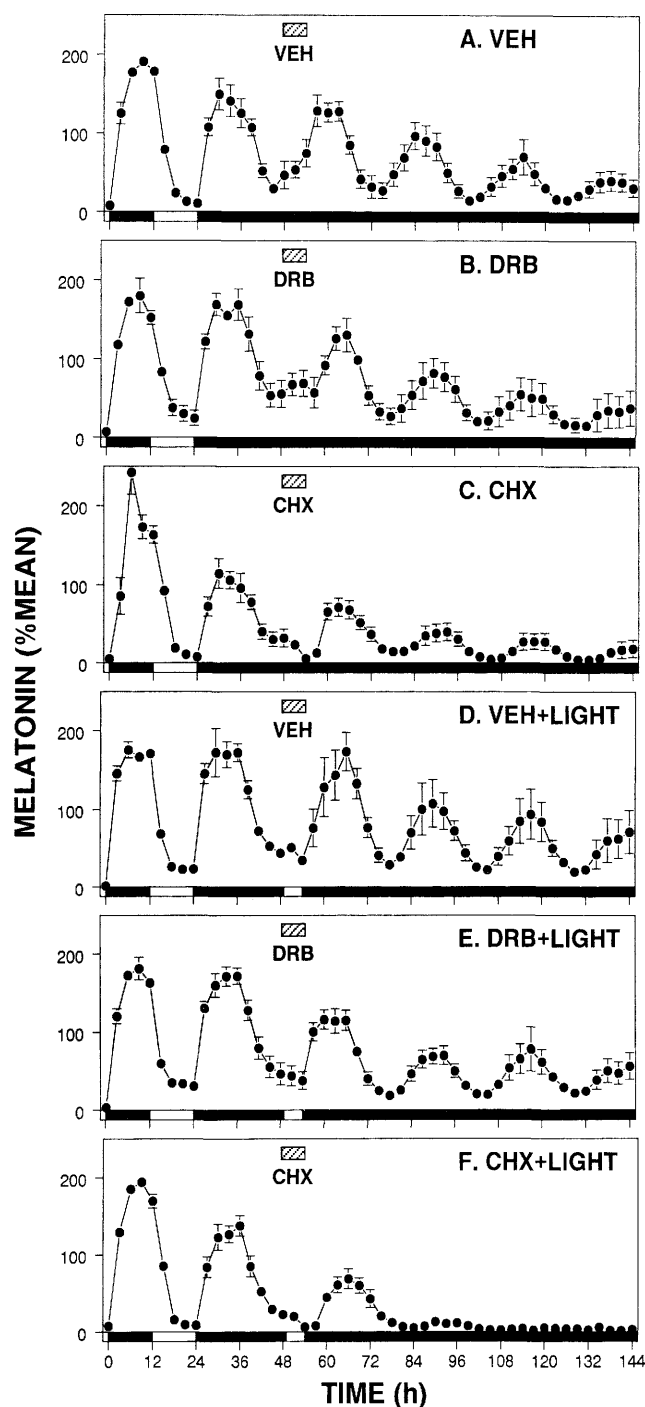 A. VEH
VEH
200
100
0
B. DRB
DRB
200
100
0
C. CHX
CHX
200
100
0
D. VEH+LIGHT
VEH
200
100
0
E. DRB+LIGHT
DRB
200
100
0
F. CHX+LIGHT
CHX
200
100
0
MELATONIN (%MEAN)
0 12 24 36 48 60 72 84 96 108 120 132 144
TIME (h)